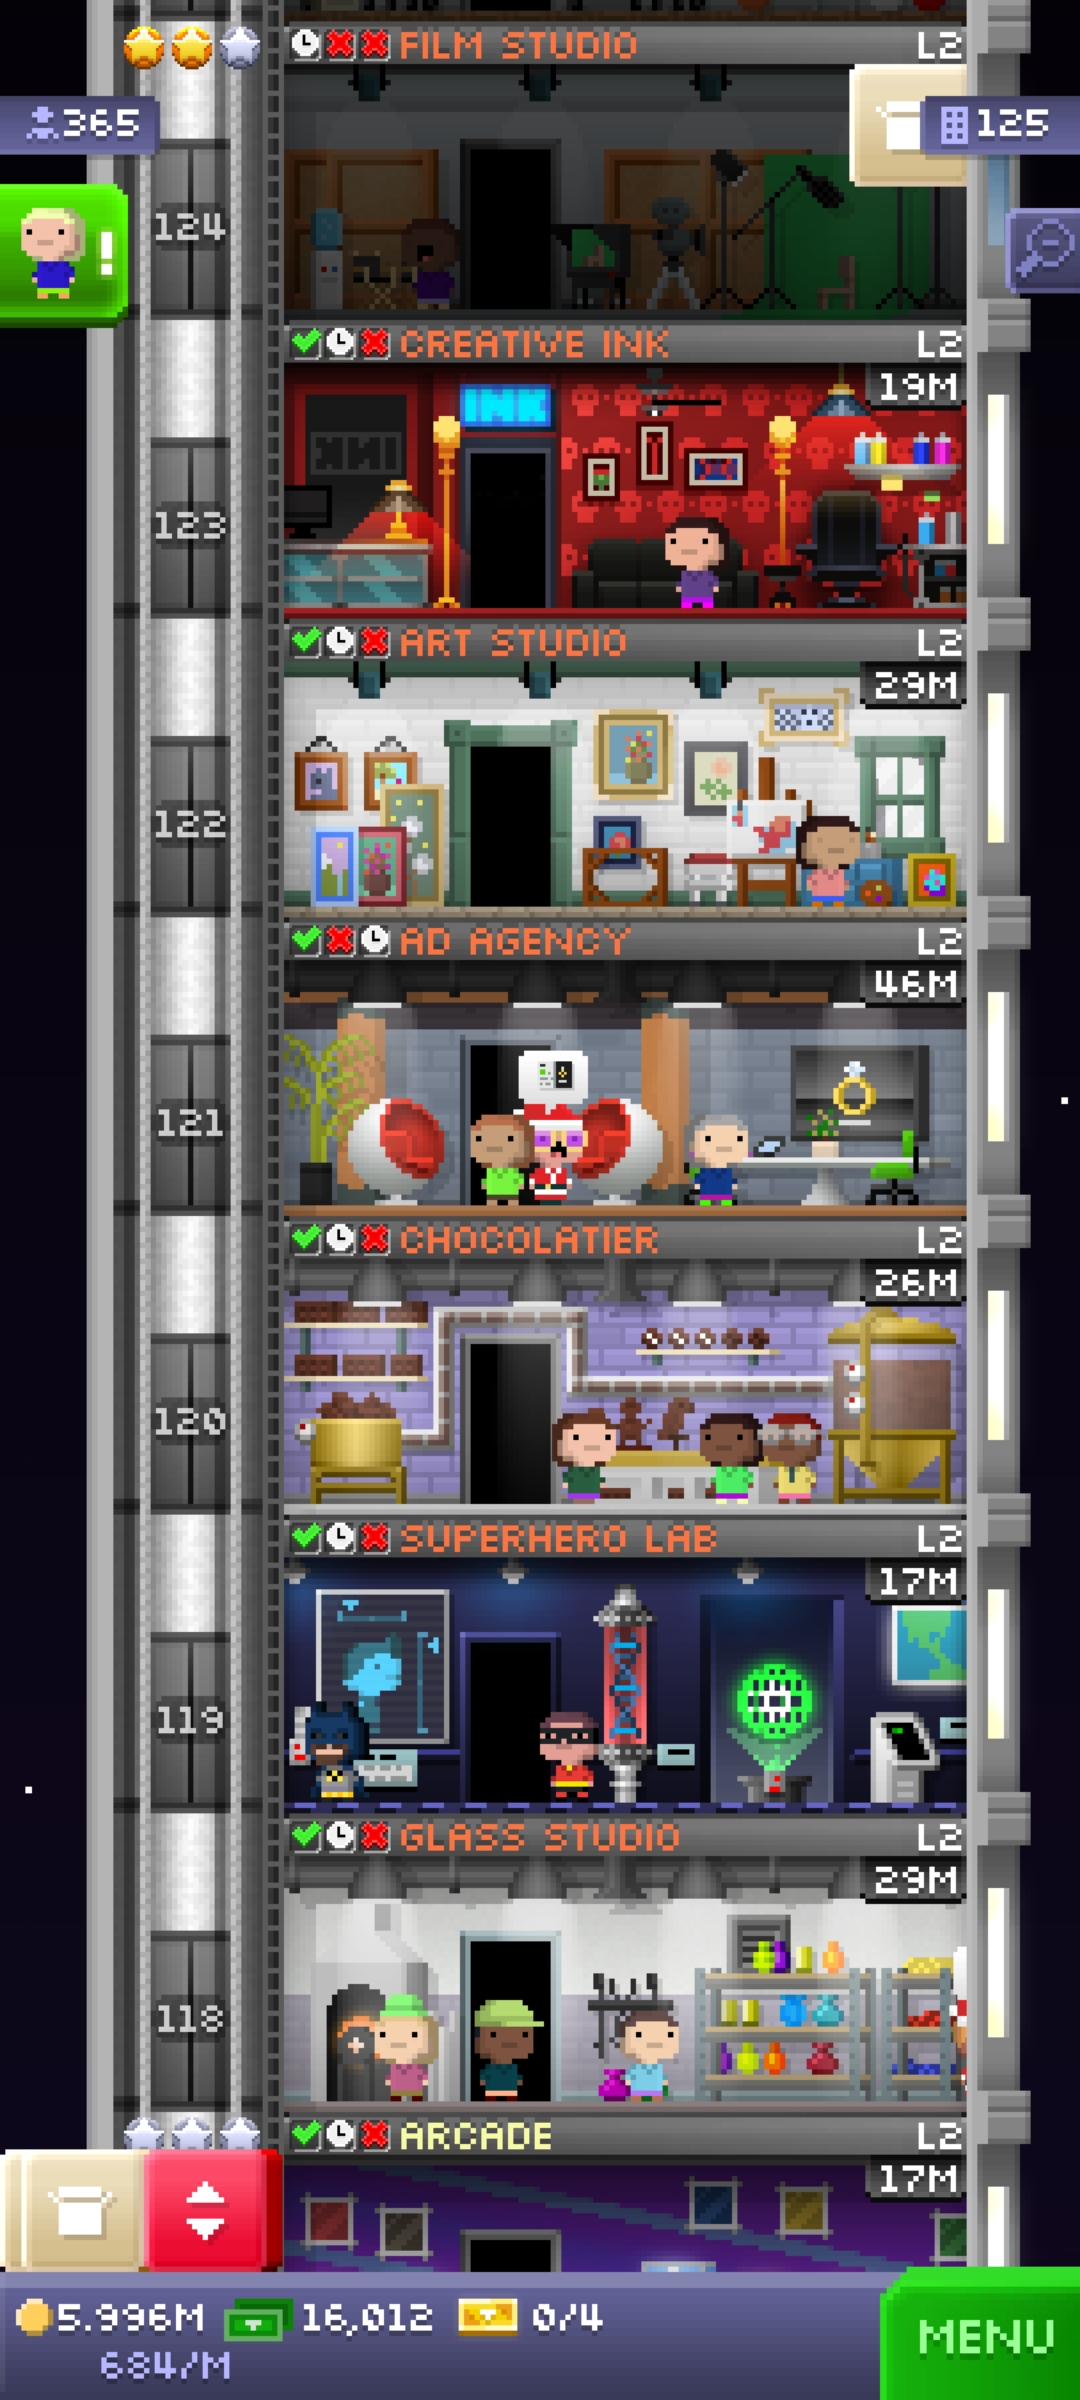 FILM STUDIO L2
365
125
124
CREATIVE INK L2
19M
INK
123
ART STUDIO L2
29M
122
AD AGENCY L2
46M
121
CHOCOLATIER L2
26M
120
SUPERHERO LAB L2
17M
119
GLASS STUDIO L2
29M
118
ARCADE L2
17M
5.996M 16,012 0/4
684/M
MENU